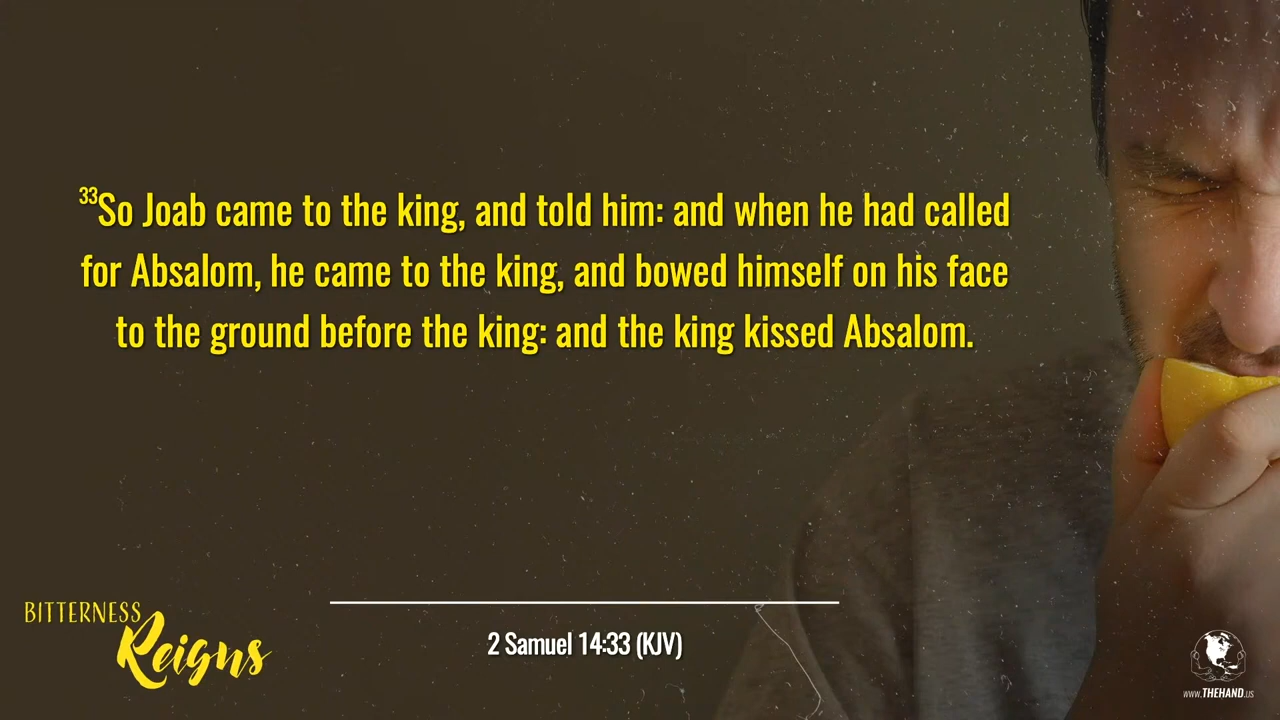 33So Joab came to the king, and told him: and when he had called
for Absalom, he came to the king, and bowed himself on his face
to the ground before the king: and the king kissed Absalom.
BITTERNESS
Reigns
2 Samuel 14:33 (KJV)
www.THEHAND.us